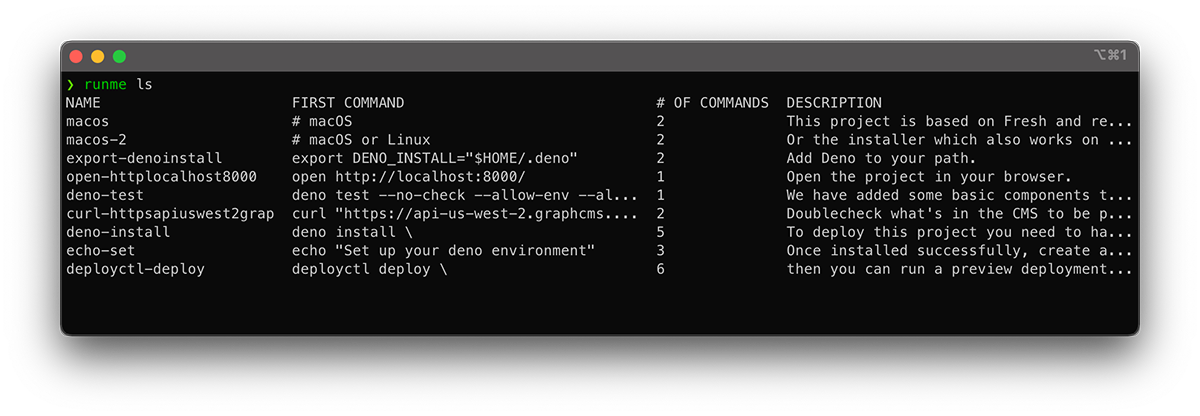 ⌥⌘1
❯ runme ls
NAME FIRST COMMAND # OF COMMANDS DESCRIPTION
macos # macOS 2 This project is based on Fresh and re...
macos-2 # macOS or Linux 2 Or the installer which also works on ...
export-denoinstall export DENO_INSTALL="$HOME/.deno" 2 Add Deno to your path.
open-httplocalhost8000 open http://localhost:8000/ 1 Open the project in your browser.
deno-test deno test --no-check --allow-env --al... 1 We have added some basic components t...
curl-httpsapiuswest2grap curl "https://api-us-west-2.graphcms.... 2 Doublecheck what's in the CMS to be p...
deno-install deno install \ 5 To deploy this project you need to ha...
echo-set echo "Set up your deno environment" 3 Once installed successfully, create a...
deployctl-deploy deployctl deploy \ 6 then you can run a preview deployment...